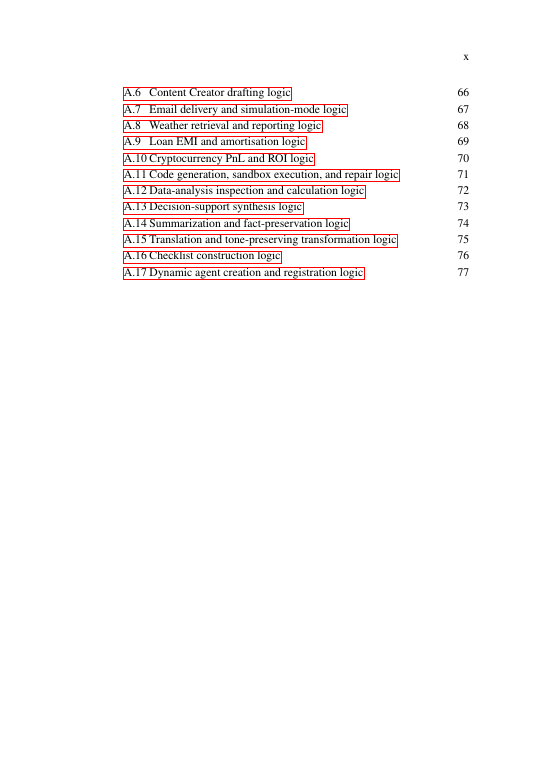 x
A.6 Content Creator drafting logic 66
A.7 Email delivery and simulation-mode logic 67
A.8 Weather retrieval and reporting logic 68
A.9 Loan EMI and amortisation logic 69
A.10 Cryptocurrency PnL and ROI logic 70
A.11 Code generation, sandbox execution, and repair logic 71
A.12 Data-analysis inspection and calculation logic 72
A.13 Decision-support synthesis logic 73
A.14 Summarization and fact-preservation logic 74
A.15 Translation and tone-preserving transformation logic 75
A.16 Checklist construction logic 76
A.17 Dynamic agent creation and registration logic 77